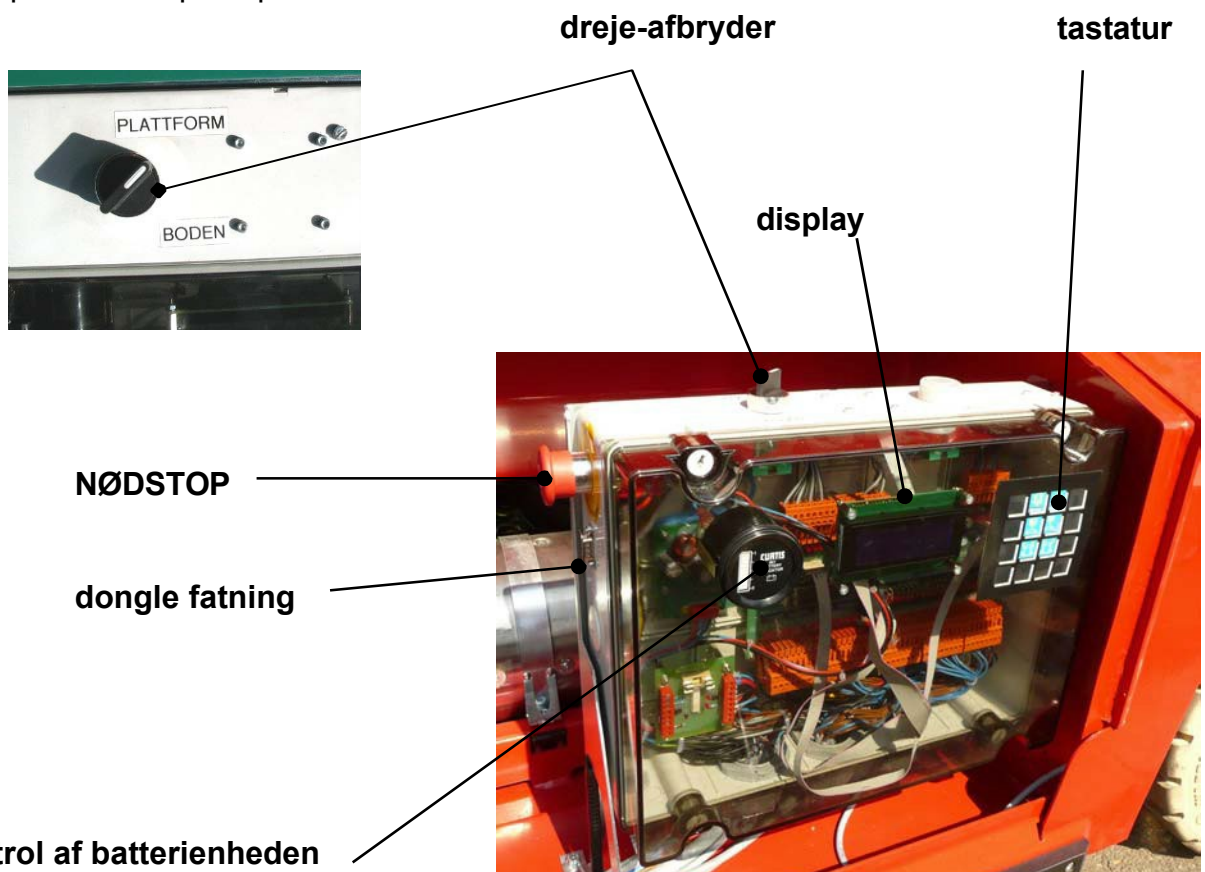 dreje-afbryder
tastatur
PLATTFORM
BODEN
display
NØDSTOP
dongle fatning
trol af batterienheden
CURTIS